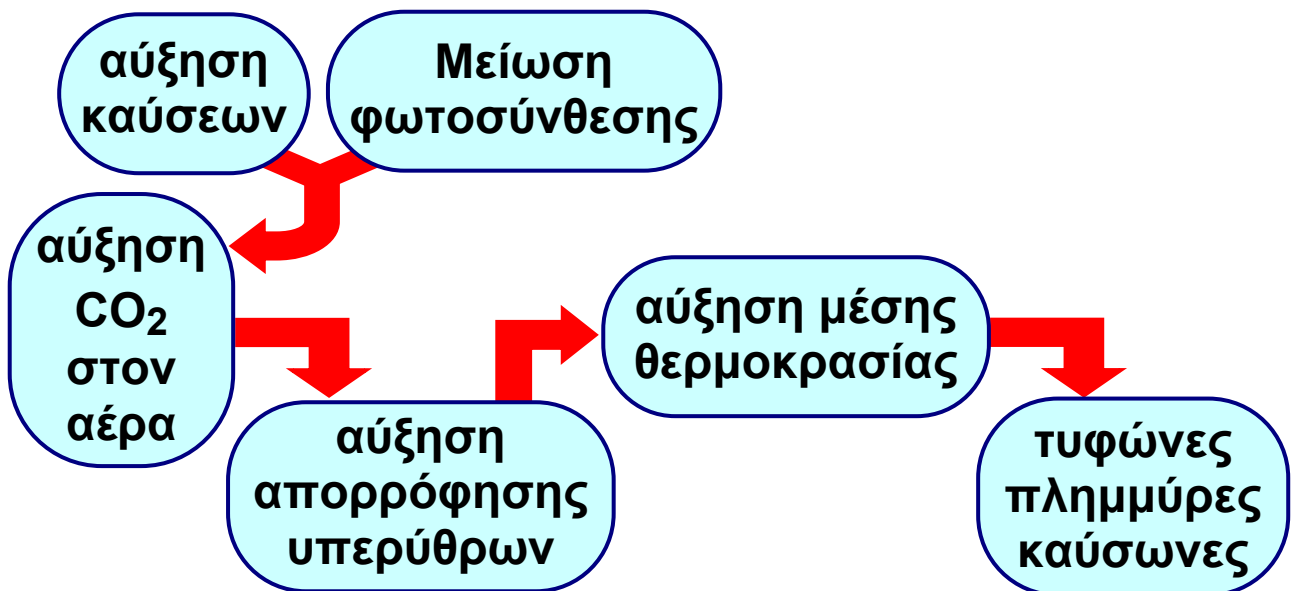 αύξηση
καύσεων
Μείωση
φωτοσύνθεσης
αύξηση
CO₂
στον
αέρα
αύξηση
απορρόφησης
υπερύθρων
αύξηση μέσης
θερμοκρασίας
τυφώνες
πλημμύρες
καύσωνες